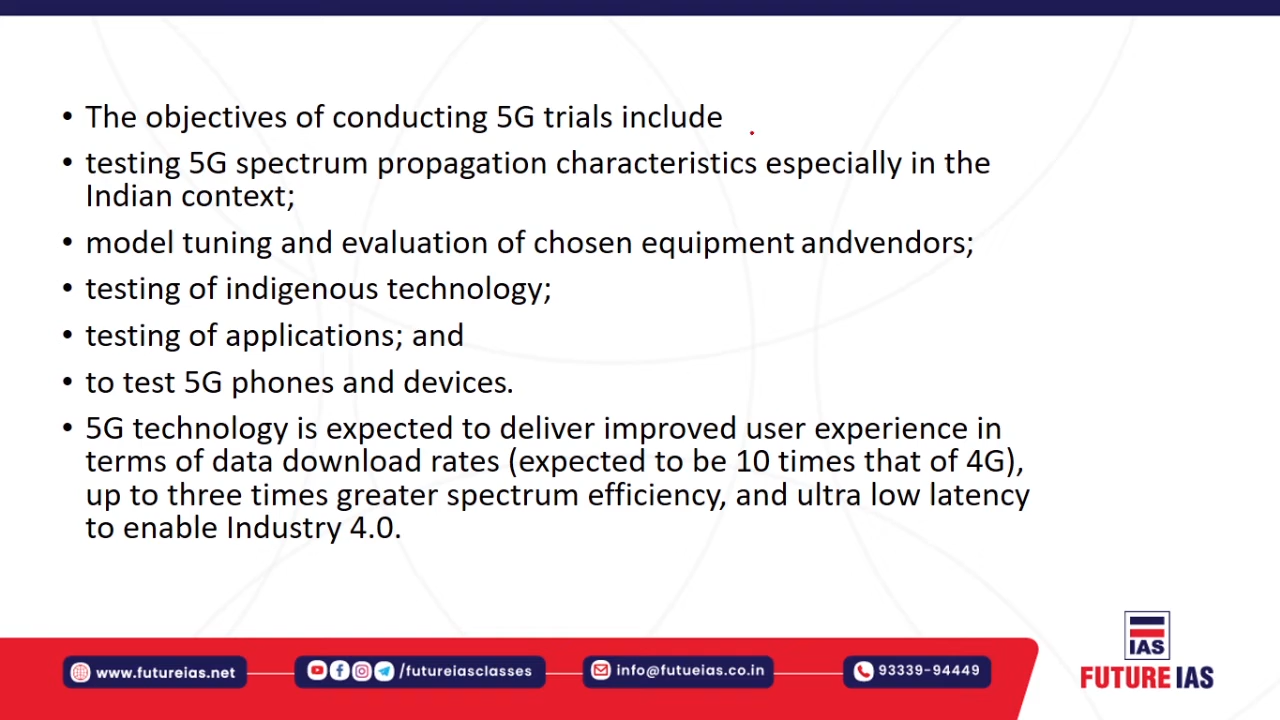 • The objectives of conducting 5G trials include
• testing 5G spectrum propagation characteristics especially in the
Indian context;
• model tuning and evaluation of chosen equipment andvendors;
• testing of indigenous technology;
• testing of applications; and
• to test 5G phones and devices.
• 5G technology is expected to deliver improved user experience in
terms of data download rates (expected to be 10 times that of 4G),
up to three times greater spectrum efficiency, and ultra low latency
to enable Industry 4.0.
www.futureias.net
/futureiasclasses
info@futueias.co.in
93339-94449
IAS
FUTURE IAS